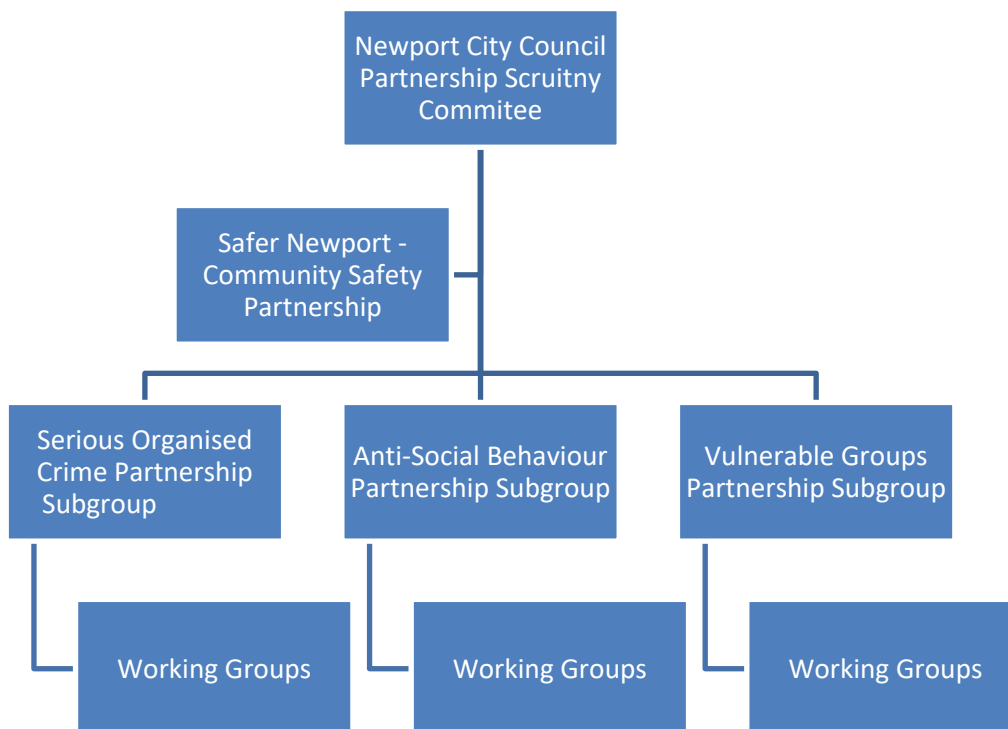 Newport City Council
Partnership Scruitny
Commitee
Safer Newport -
Community Safety
Partnership
Serious Organised
Crime Partnership
Subgroup
Anti-Social Behaviour
Partnership Subgroup
Vulnerable Groups
Partnership Subgroup
Working Groups
Working Groups
Working Groups